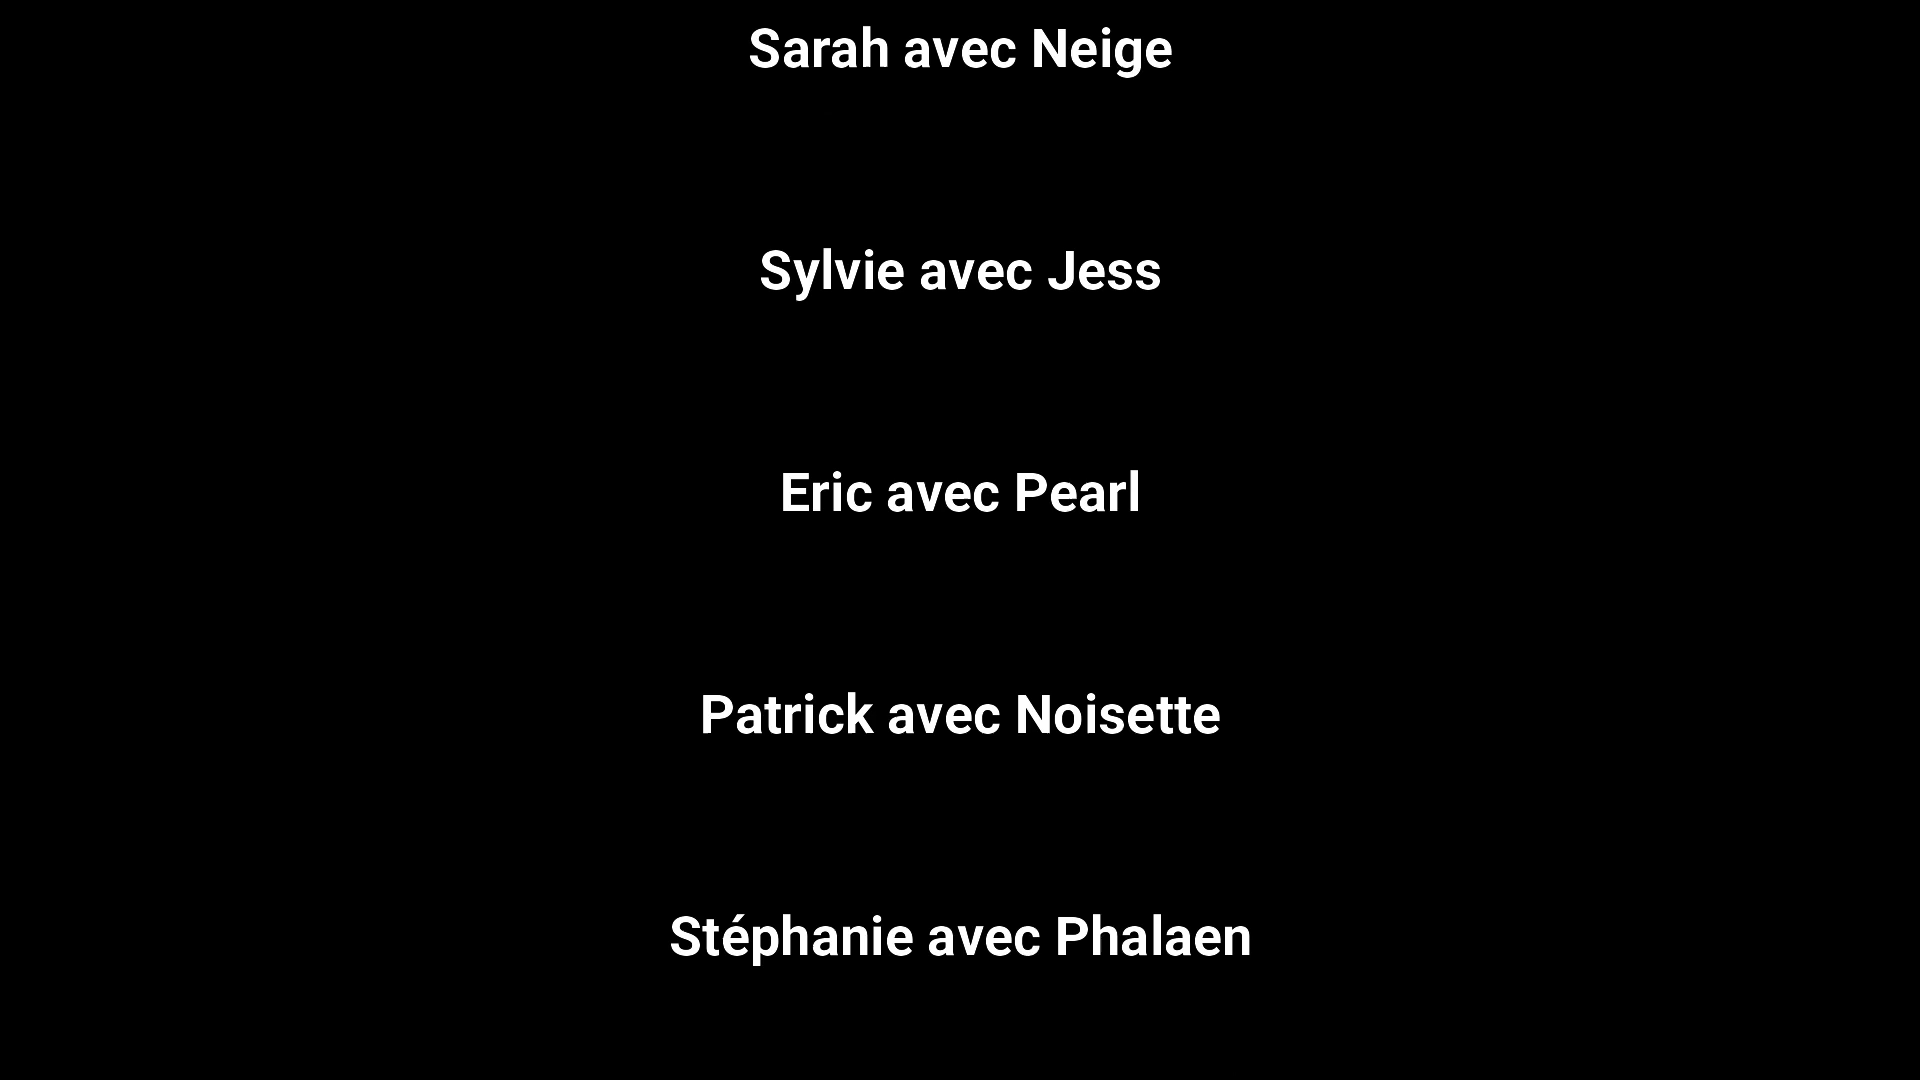 Sarah avec Neige
Sylvie avec Jess
Eric avec Pearl
Patrick avec Noisette
Stéphanie avec Phalaen